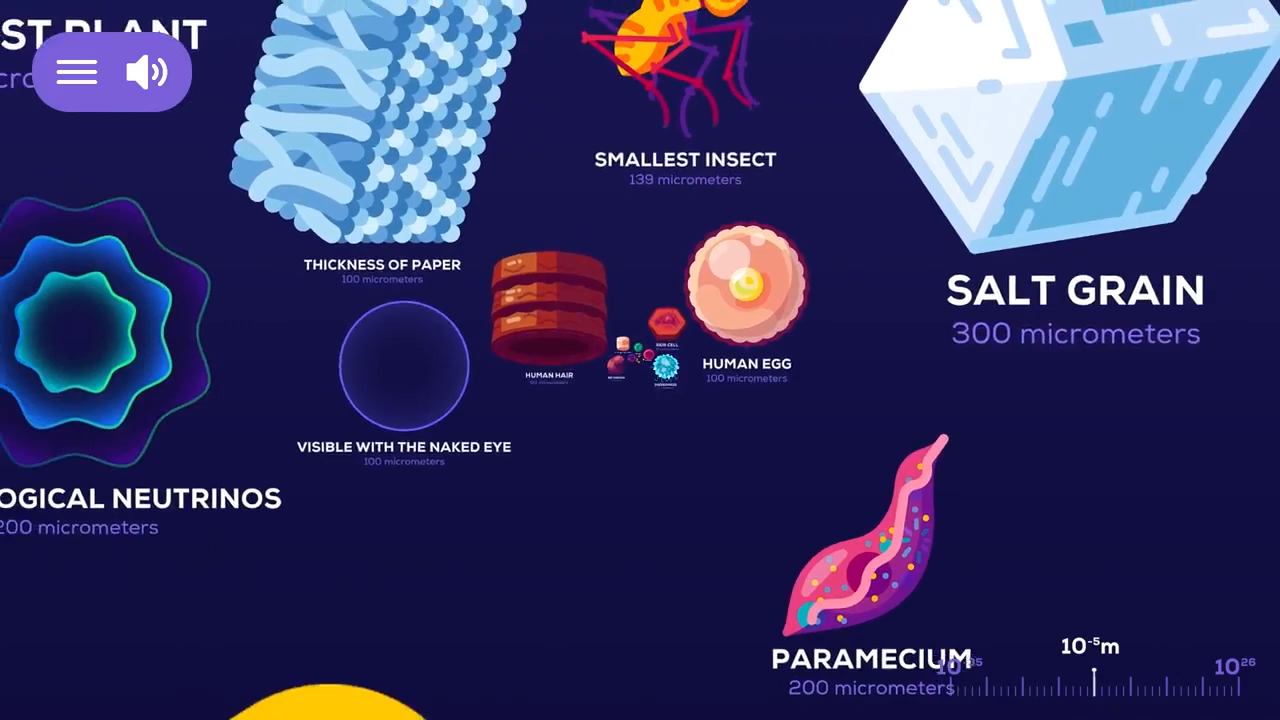 ST PLANT
SMALLEST INSECT
139 micrometers
THICKNESS OF PAPER
100 micrometers
SALT GRAIN
300 micrometers
HUMAN EGG
100 micrometers
HUMAN HAIR
SKIN CELL
VISIBLE WITH THE NAKED EYE
100 micrometers
OGICAL NEUTRINOS
200 micrometers
PARAMECIUM
200 micrometers
10⁻⁵m
10²⁶